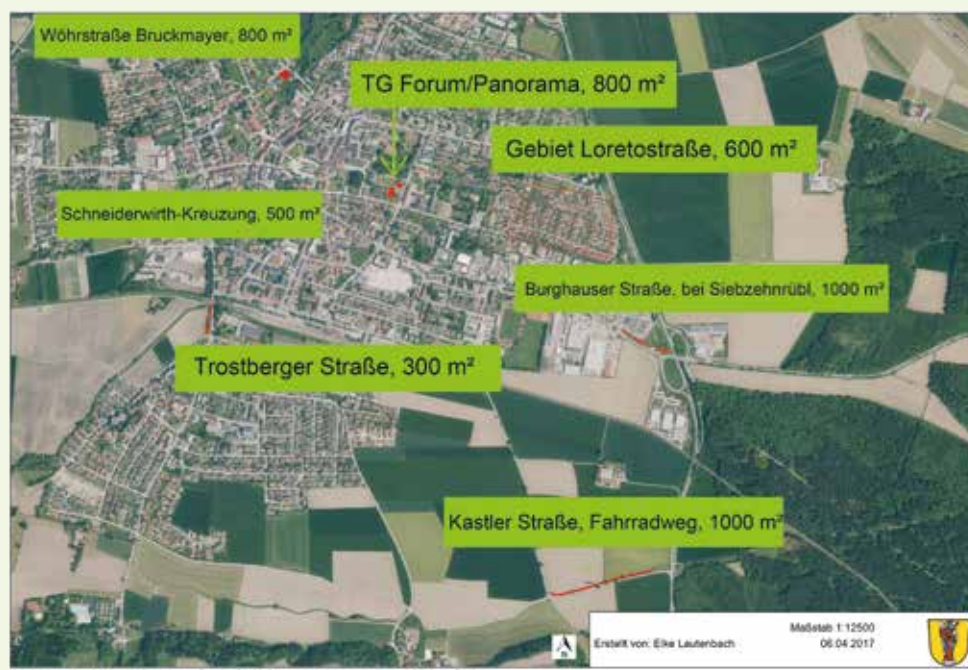 Wöhrstraße Bruckmayer, 800 m²
TG Forum/Panorama, 800 m²
Gebiet Loretostraße, 600 m²
Schneiderwirth-Kreuzung, 500 m²
Burghauser Straße, bei Siebzehnrübl, 1000 m²
Trostberger Straße, 300 m²
Kastler Straße, Fahrradweg, 1000 m²
Maßstab 1:12500
Erstellt von: Elke Lautenbach
06.04.2017